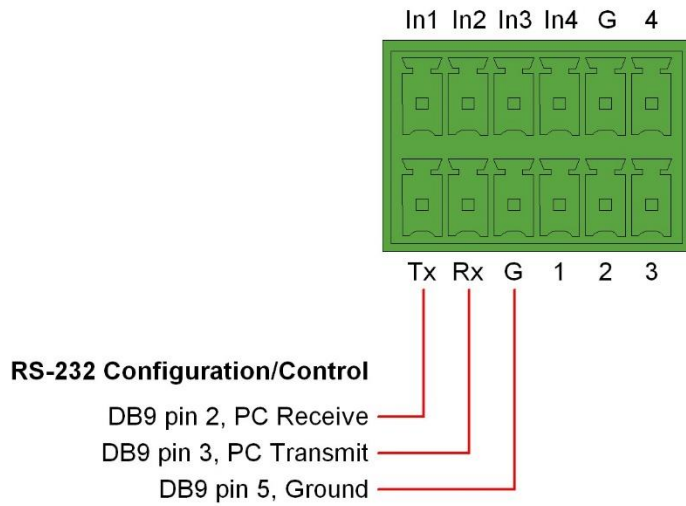 In1 In2 In3 In4 G 4
Tx Rx G 1 2 3
RS-232 Configuration/Control
DB9 pin 2, PC Receive
DB9 pin 3, PC Transmit
DB9 pin 5, Ground